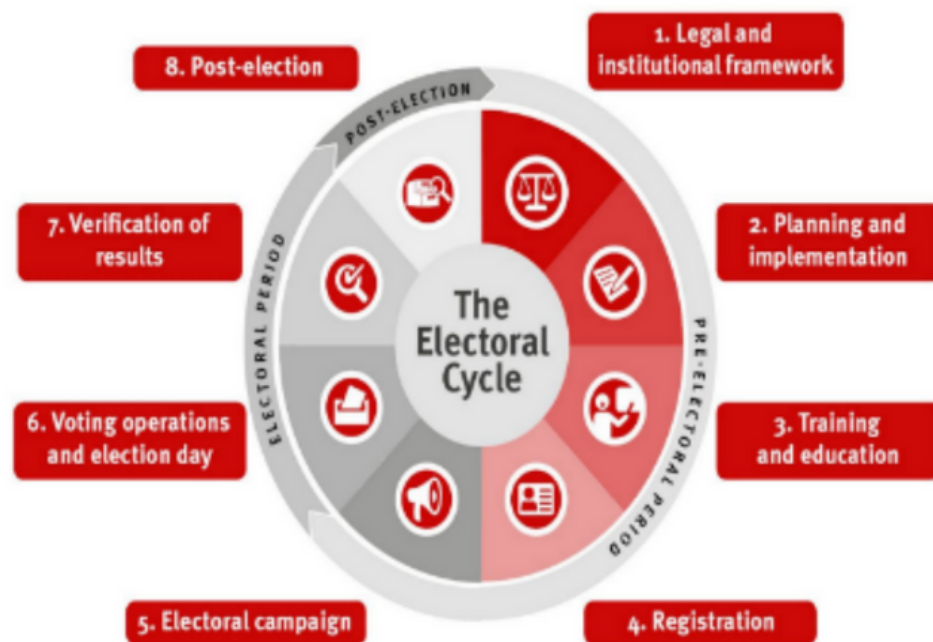 1. Legal and
institutional framework
2. Planning and
implementation
3. Training
and education
4. Registration
5. Electoral campaign
6. Voting operations
and election day
7. Verification of
results
8. Post-election
PRE-ELECTORAL PERIOD
ELECTORAL PERIOD
POST-ELECTION
The
Electoral
Cycle